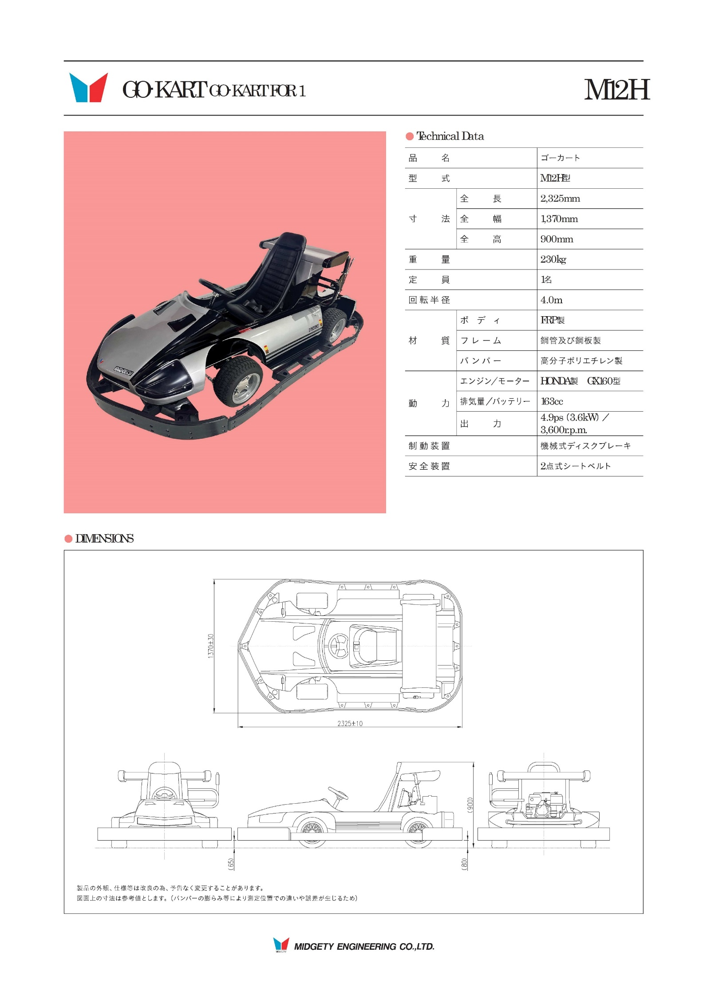 GO-KART GO-KART FOR 1
M12H
Technical Data
品名 ゴーカート
型式 M12H型
寸法 全長 2,325mm
全幅 1,370mm
全高 900mm
重量 230kg
定員 1名
回転半径 4.0m
材質 ボディ FRP製
フレーム 鋼管及び鋼板製
バンパー 高分子ポリエチレン製
動力 エンジン／モーター HONDA製　GX160型
排気量／バッテリー 163cc
出力 4.9ps（3.6kW）／
3,600r.p.m.
制動装置 機械式ディスクブレーキ
安全装置 2点式シートベルト
MIDGETY
DIMENSIONS
1370±30
2325±10
(900)
(65)
(80)
製品の外観、仕様等は改良の為、予告なく変更することがあります。
図面上の寸法は参考値とします。（バンパーの膨らみ等により測定位置での違いや誤差が生じるため）
MIDGETY
MIDGETY ENGINEERING CO.,LTD.